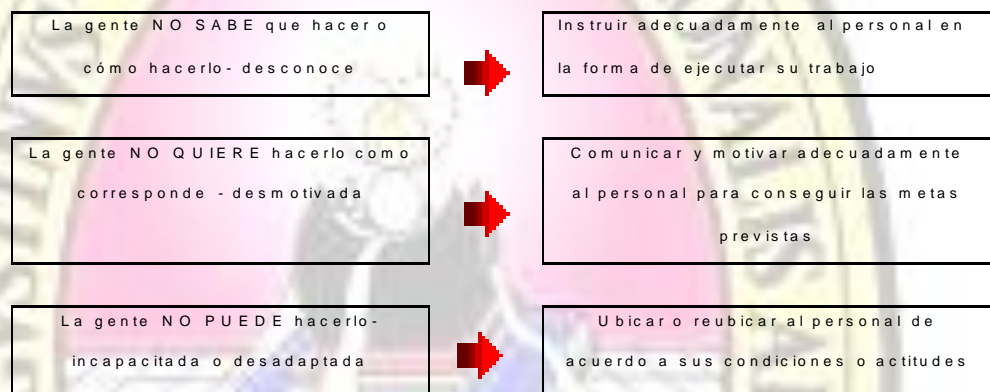 La gente NO SABE que hacer o
cómo hacerlo- desconoce
Instruir adecuadamente al personal en
la forma de ejecutar su trabajo
La gente NO QUIERE hacerlo como
corresponde - desmotivada
Comunicar y motivar adecuadamente
al personal para conseguir las metas
previstas
La gente NO PUEDE hacerlo-
incapacitada o desadaptada
Ubicar o reubicar al personal de
acuerdo a sus condiciones o actitudes